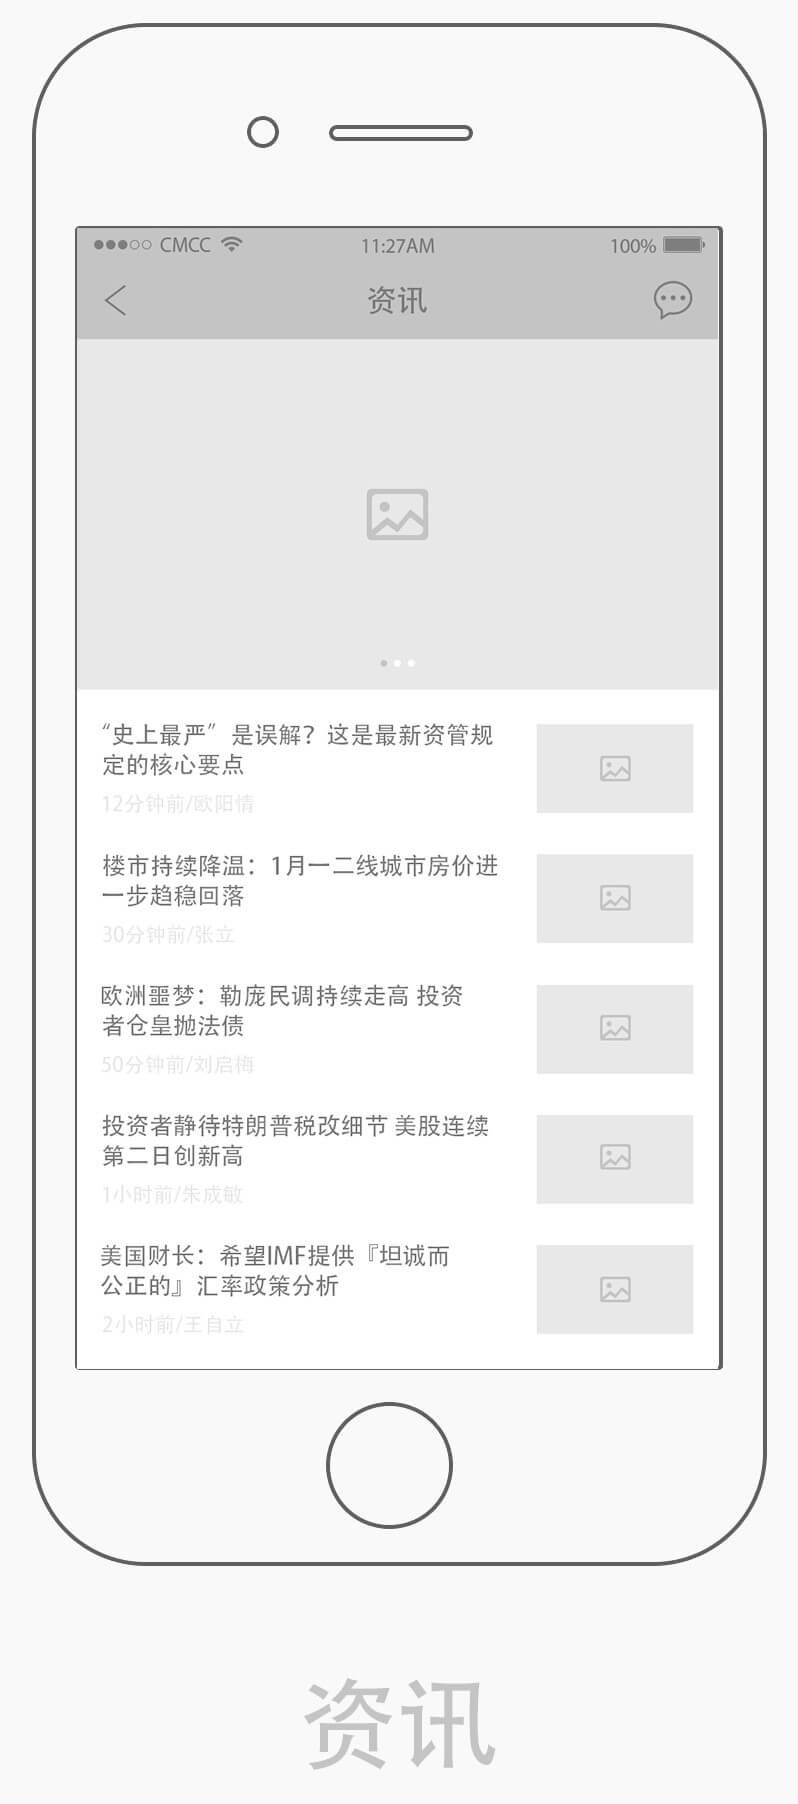 CMCC
11:27AM
100%
资讯
“史上最严”是误解？这是最新资管规
定的核心要点
12分钟前/欧阳情
楼市持续降温：1月一二线城市房价进
一步趋稳回落
30分钟前/张立
欧洲噩梦：勒庞民调持续走高 投资
者仓皇抛法债
50分钟前/刘启梅
投资者静待特朗普税改细节 美股连续
第二日创新高
1小时前/朱成敏
美国财长：希望IMF提供『坦诚而
公正的』汇率政策分析
2小时前/王自立
资讯